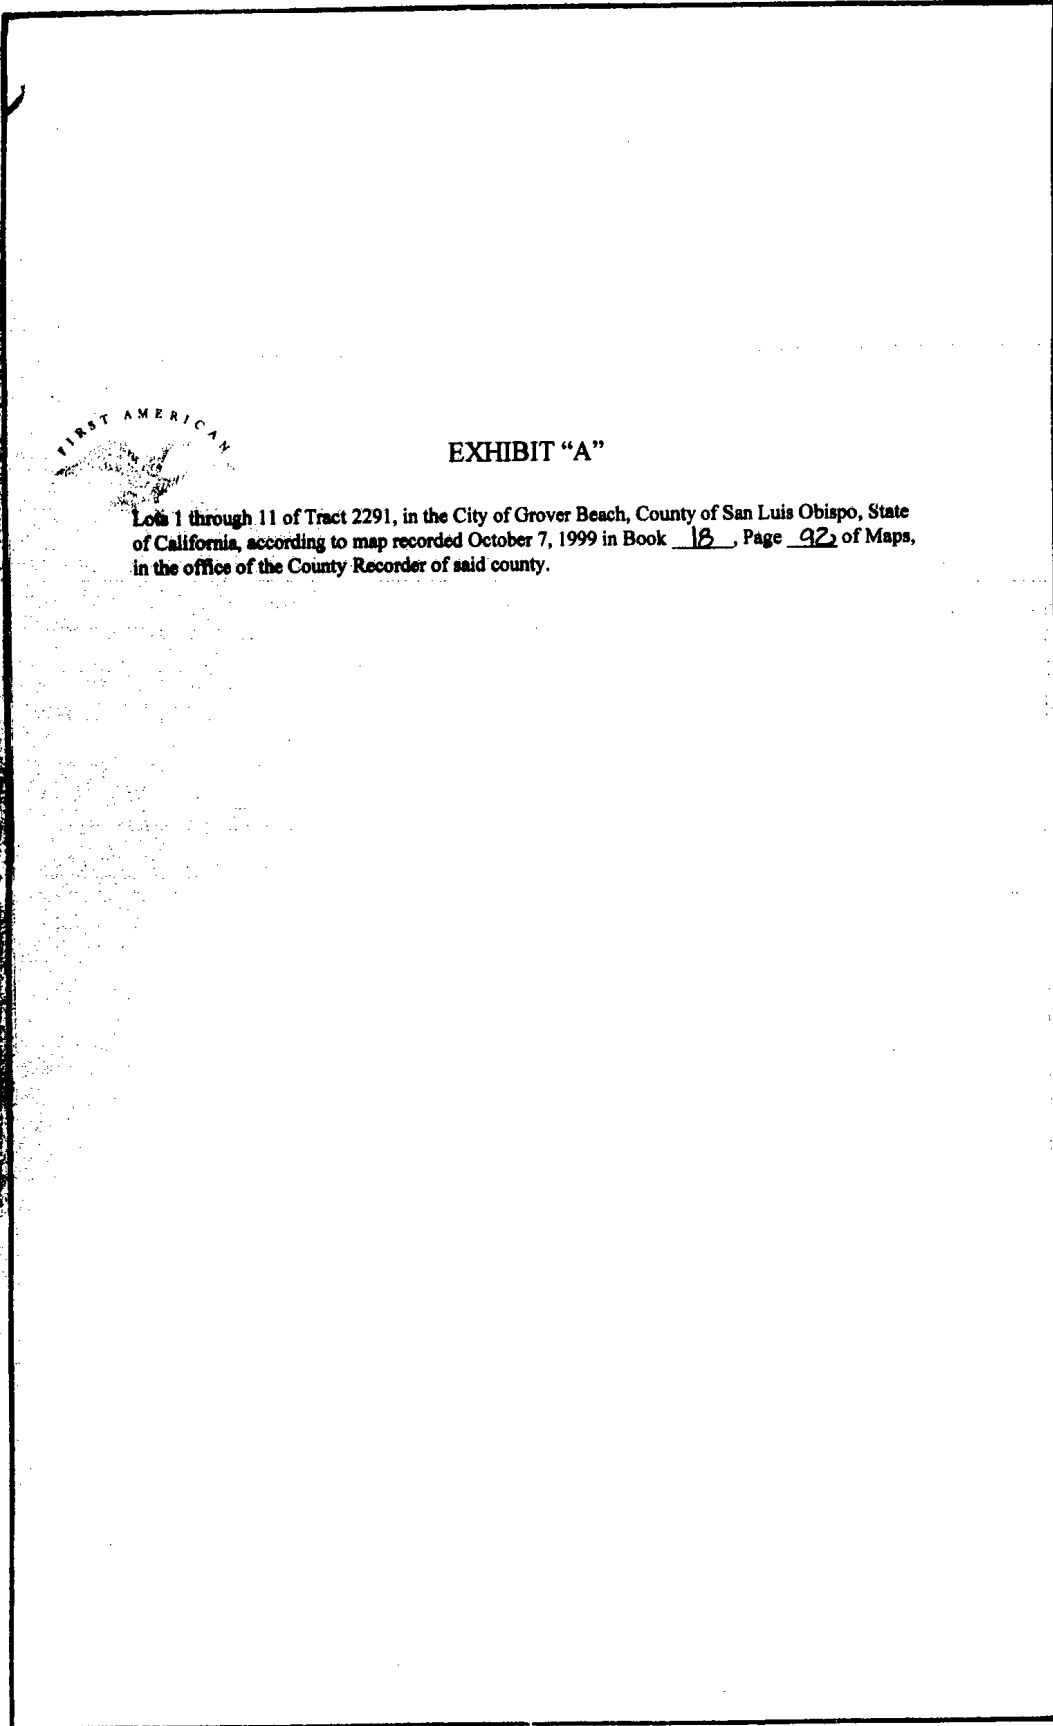 FIRST AMERICAN
EXHIBIT “A”
Lots 1 through 11 of Tract 2291, in the City of Grover Beach, County of San Luis Obispo, State
of California, according to map recorded October 7, 1999 in Book 18, Page 92 of Maps,
in the office of the County Recorder of said county.